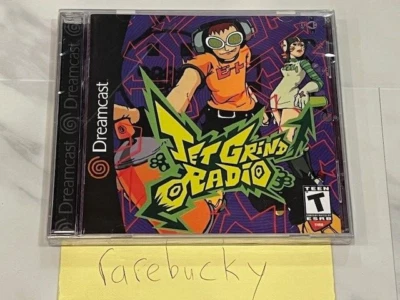 Dreamcast
Dreamcast
Dreamcast
JET GRIND
RADIO
TEEN
T
ESRB
rarebucky